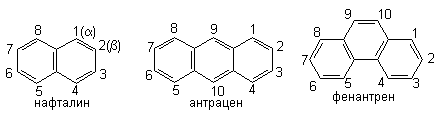 8 1(α)
7 2(β)
6 3
5 4
нафталин
8 9 1
7 2
6 3
5 10 4
антрацен
9 10
8 1
7 2
6 5 4 3
фенантрен